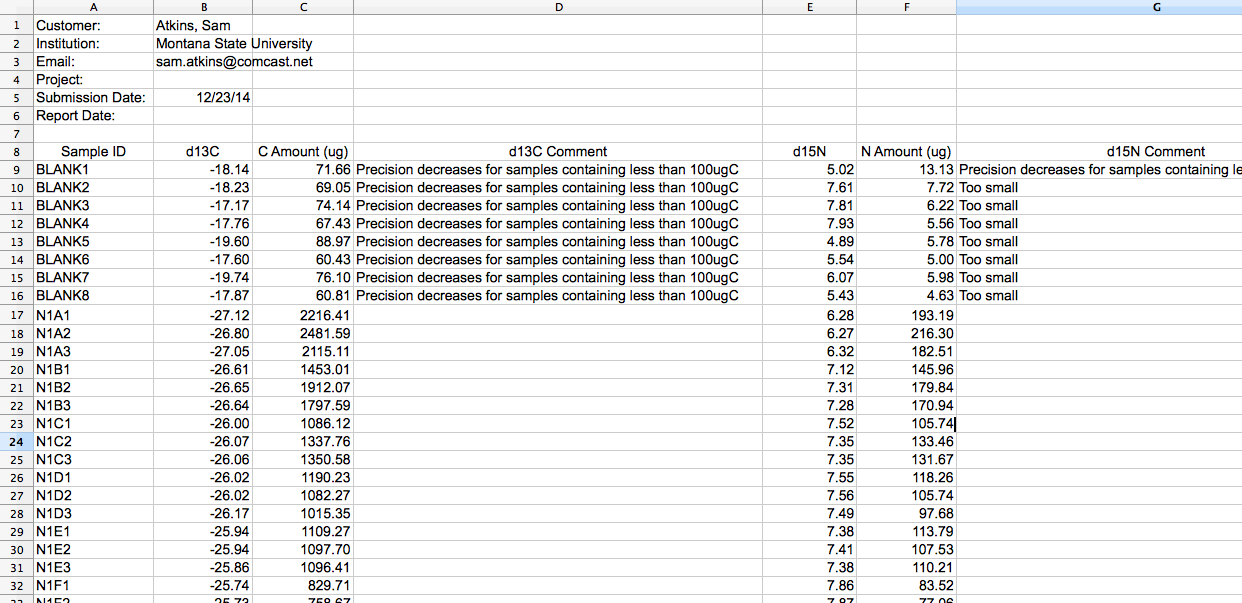 A B C D E F G
1 Customer: Atkins, Sam
2 Institution: Montana State University
3 Email: sam.atkins@comcast.net
4 Project:
5 Submission Date: 12/23/14
6 Report Date:
7
8 Sample ID d13C C Amount (ug) d13C Comment d15N N Amount (ug) d15N Comment
9 BLANK1 -18.14 71.66 Precision decreases for samples containing less than 100ugC 5.02 13.13 Precision decreases for samples containing le
10 BLANK2 -18.23 69.05 Precision decreases for samples containing less than 100ugC 7.61 7.72 Too small
11 BLANK3 -17.17 74.14 Precision decreases for samples containing less than 100ugC 7.81 6.22 Too small
12 BLANK4 -17.76 67.43 Precision decreases for samples containing less than 100ugC 7.93 5.56 Too small
13 BLANK5 -19.60 88.97 Precision decreases for samples containing less than 100ugC 4.89 5.78 Too small
14 BLANK6 -17.60 60.43 Precision decreases for samples containing less than 100ugC 5.54 5.00 Too small
15 BLANK7 -19.74 76.10 Precision decreases for samples containing less than 100ugC 6.07 5.98 Too small
16 BLANK8 -17.87 60.81 Precision decreases for samples containing less than 100ugC 5.43 4.63 Too small
17 N1A1 -27.12 2216.41 6.28 193.19
18 N1A2 -26.80 2481.59 6.27 216.30
19 N1A3 -27.05 2115.11 6.32 182.51
20 N1B1 -26.61 1453.01 7.12 145.96
21 N1B2 -26.65 1912.07 7.31 179.84
22 N1B3 -26.64 1797.59 7.28 170.94
23 N1C1 -26.00 1086.12 7.52 105.74
24 N1C2 -26.07 1337.76 7.35 133.46
25 N1C3 -26.06 1350.58 7.35 131.67
26 N1D1 -26.02 1190.23 7.55 118.26
27 N1D2 -26.02 1082.27 7.56 105.74
28 N1D3 -26.17 1015.35 7.49 97.68
29 N1E1 -25.94 1109.27 7.38 113.79
30 N1E2 -25.94 1097.70 7.41 107.53
31 N1E3 -25.86 1096.41 7.38 110.21
32 N1F1 -25.74 829.71 7.86 83.52